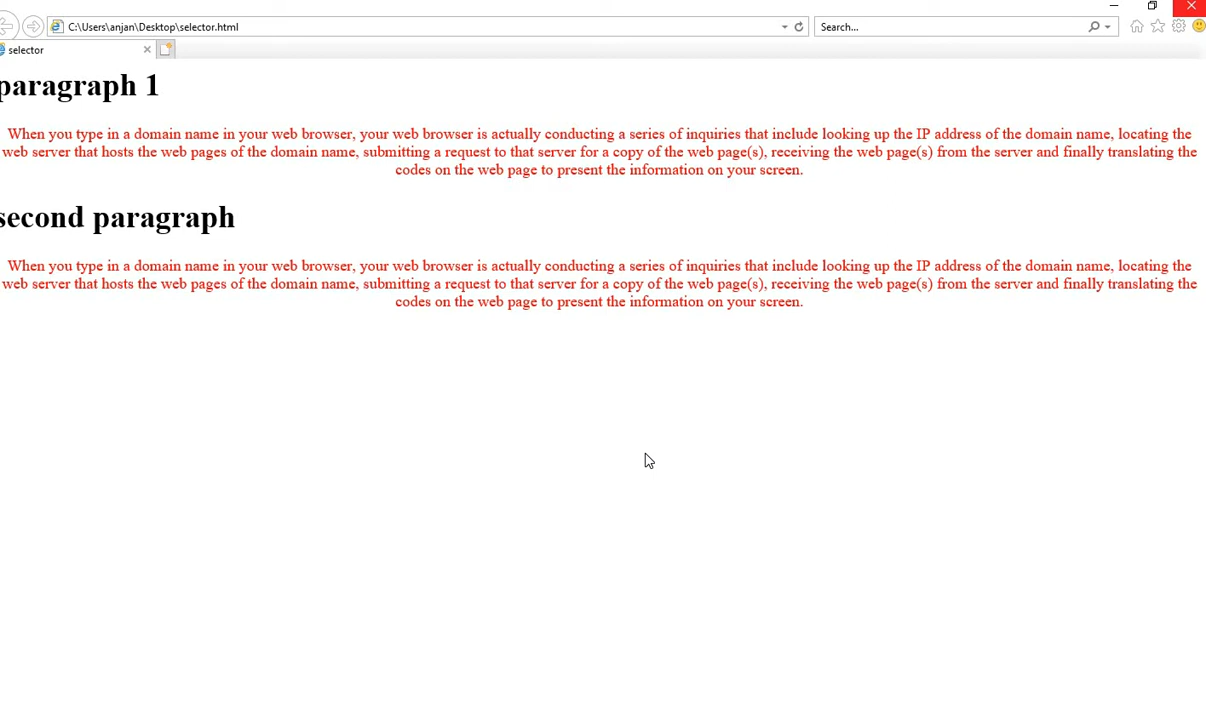 C:\Users\anjan\Desktop\selector.html
Search...
selector
paragraph 1
When you type in a domain name in your web browser, your web browser is actually conducting a series of inquiries that include looking up the IP address of the domain name, locating the
web server that hosts the web pages of the domain name, submitting a request to that server for a copy of the web page(s), receiving the web page(s) from the server and finally translating the
codes on the web page to present the information on your screen.
second paragraph
When you type in a domain name in your web browser, your web browser is actually conducting a series of inquiries that include looking up the IP address of the domain name, locating the
web server that hosts the web pages of the domain name, submitting a request to that server for a copy of the web page(s), receiving the web page(s) from the server and finally translating the
codes on the web page to present the information on your screen.